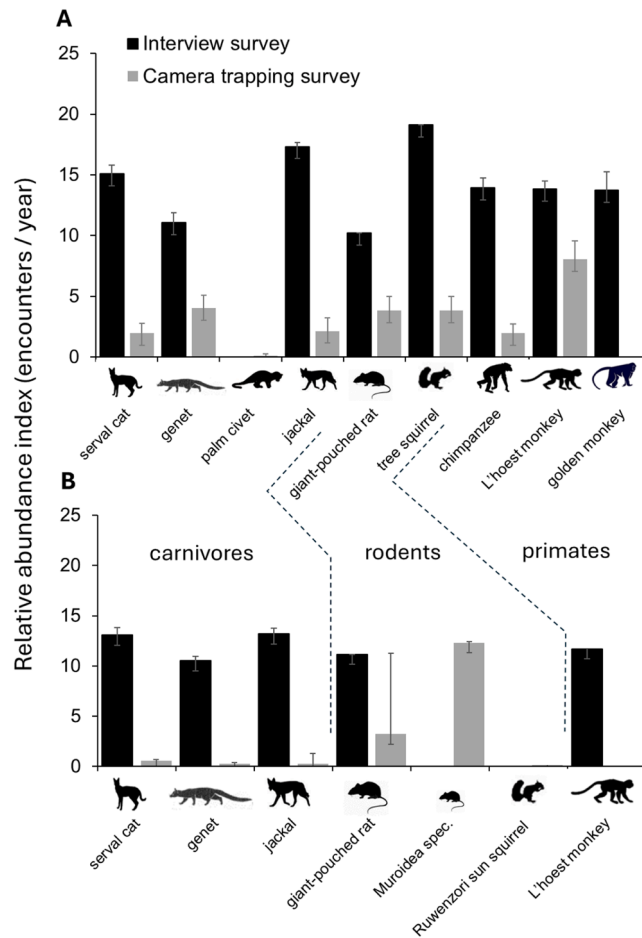 A
Interview survey
Camera trapping survey
25
20
15
10
5
0
serval cat
genet
palm civet
jackal
giant-pouched rat
tree squirrel
chimpanzee
L'hoest monkey
golden monkey
Relative abundance index (encounters / year)
B
25
20
15
10
5
0
carnivores
rodents
primates
serval cat
genet
jackal
giant-pouched rat
Muroidea spec.
Ruwenzori sun squirrel
L'hoest monkey